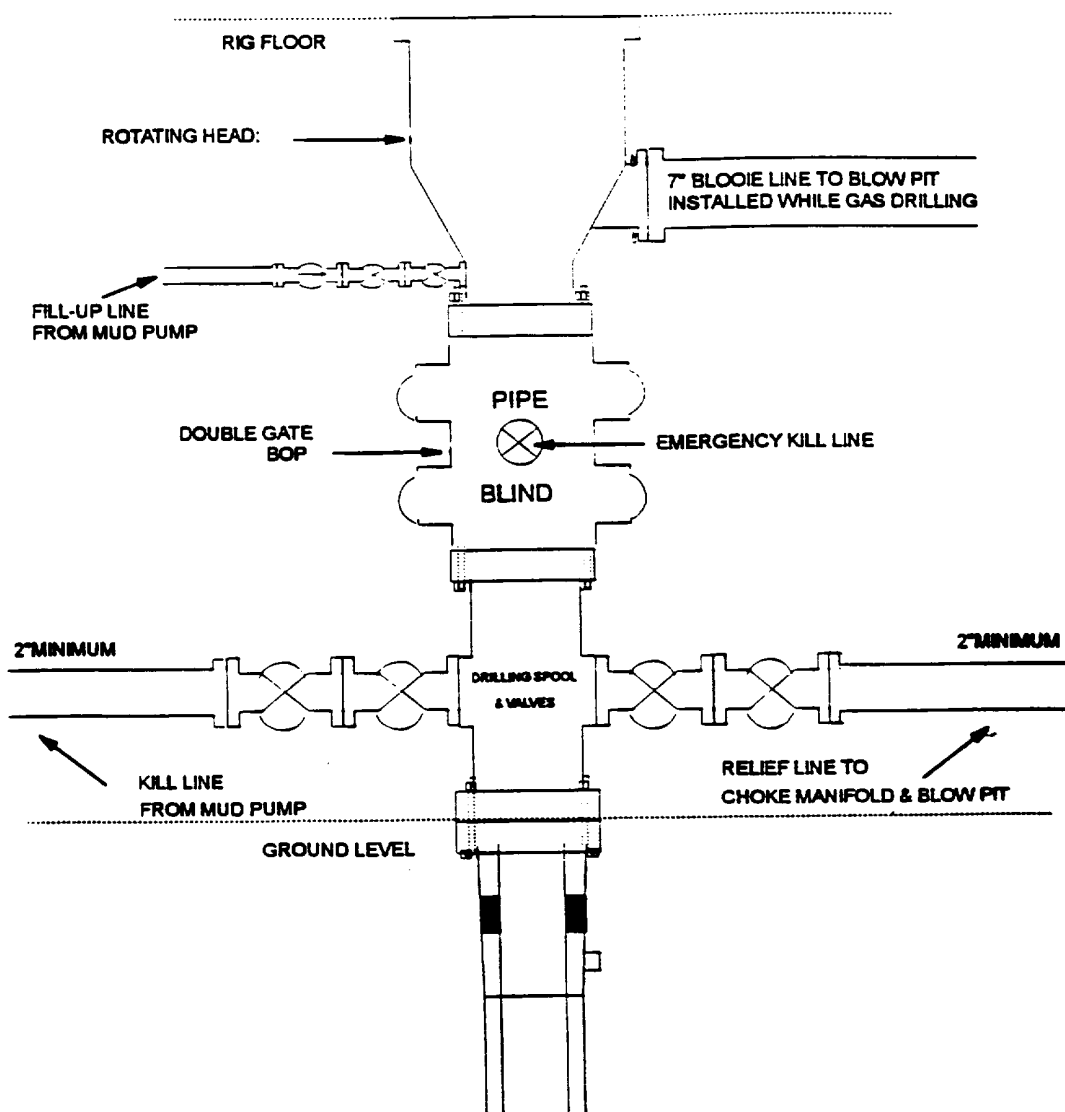 RIG FLOOR
ROTATING HEAD:
7" BLOOIE LINE TO BLOW PIT
INSTALLED WHILE GAS DRILLING
FILL-UP LINE
FROM MUD PUMP
PIPE
DOUBLE GATE
BOP
EMERGENCY KILL LINE
BLIND
2"MINIMUM
2"MINIMUM
DRILLING SPOOL
& VALVES
KILL LINE
FROM MUD PUMP
RELIEF LINE TO
CHOKE MANIFOLD & BLOW PIT
GROUND LEVEL